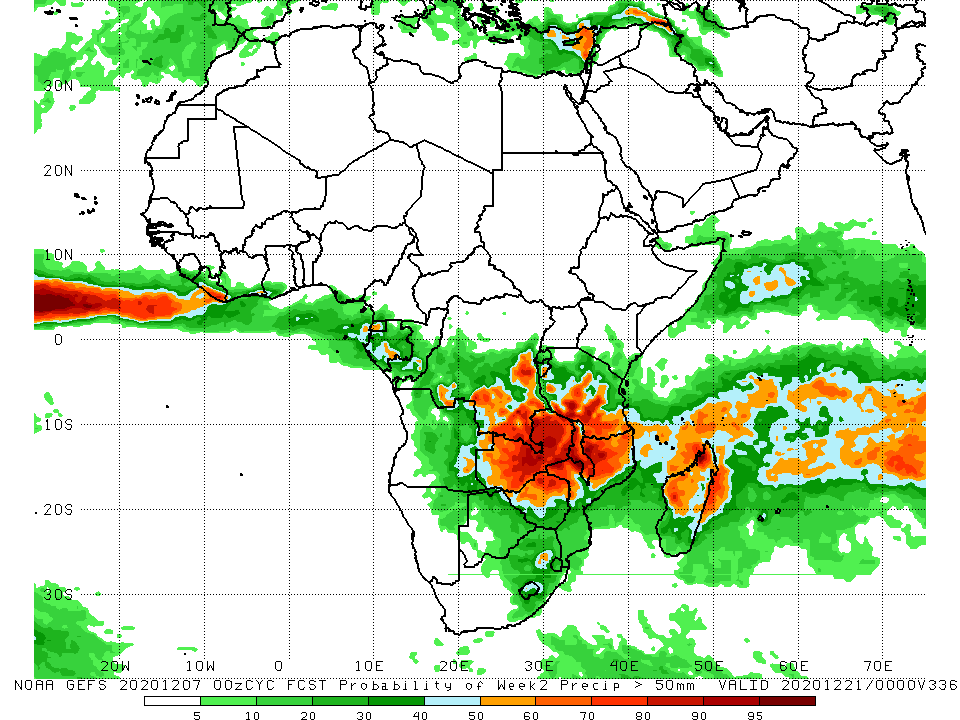 30N
20N
10N
0
10S
20S
30S
20W 10W 0 10E 20E 30E 40E 50E 60E 70E
NOAA GEFS 20201207 00zCYC FCST Probability of Week2 Precip > 50mm VALID 20201221/0000V336
5 10 20 30 40 50 60 70 80 90 95